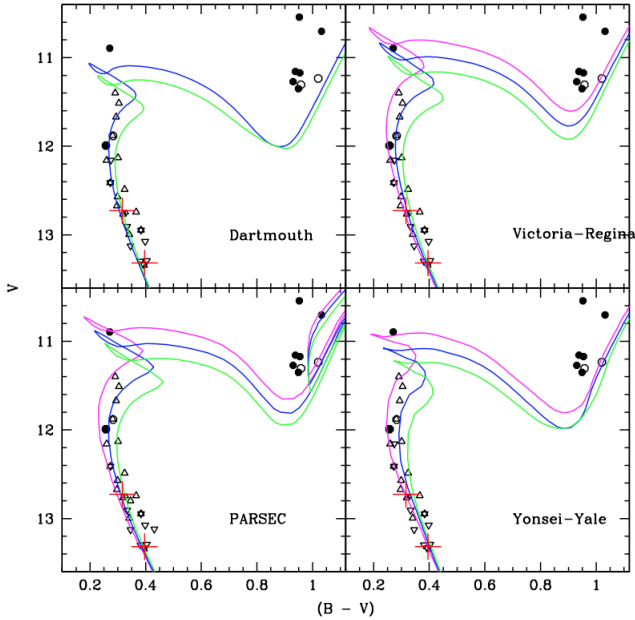 11
12
13
V
Dartmouth
Victoria-Regina
11
12
13
PARSEC
Yonsei-Yale
0.2 0.4 0.6 0.8 1 0.2 0.4 0.6 0.8 1
(B - V)